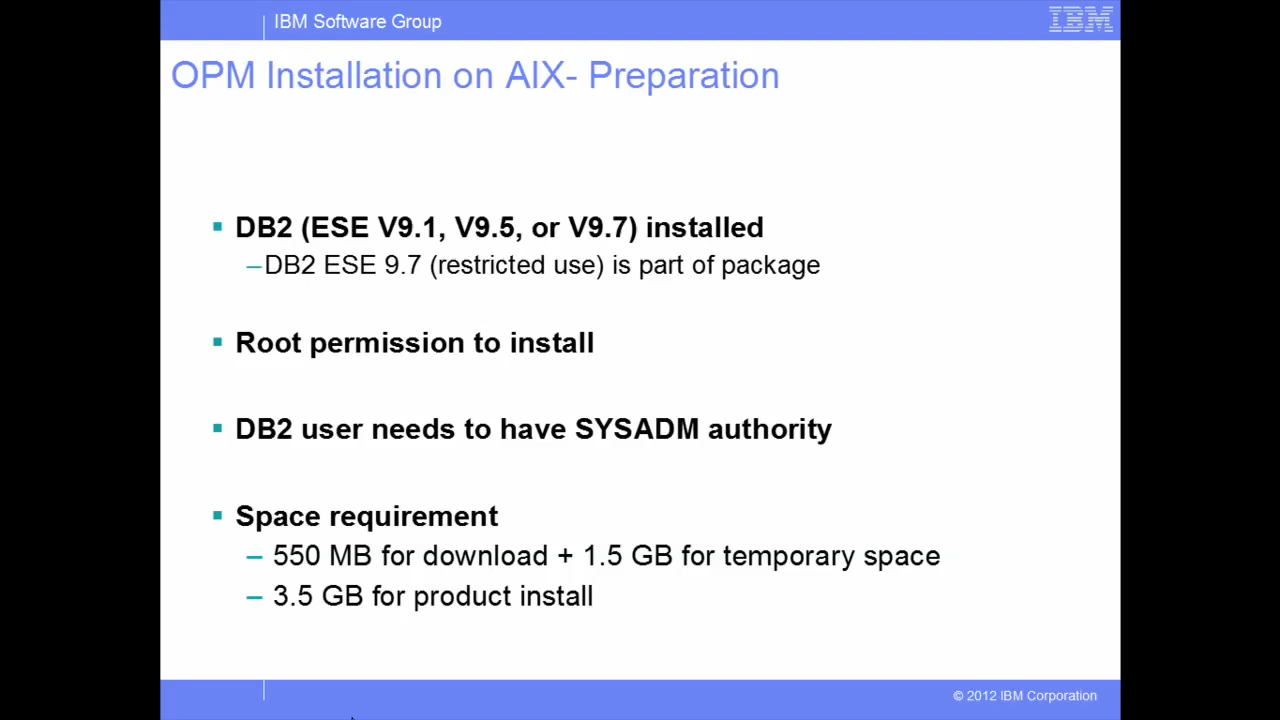 IBM Software Group
IBM
OPM Installation on AIX- Preparation
▪ DB2 (ESE V9.1, V9.5, or V9.7) installed
–DB2 ESE 9.7 (restricted use) is part of package
▪ Root permission to install
▪ DB2 user needs to have SYSADM authority
▪ Space requirement
– 550 MB for download + 1.5 GB for temporary space
– 3.5 GB for product install
© 2012 IBM Corporation